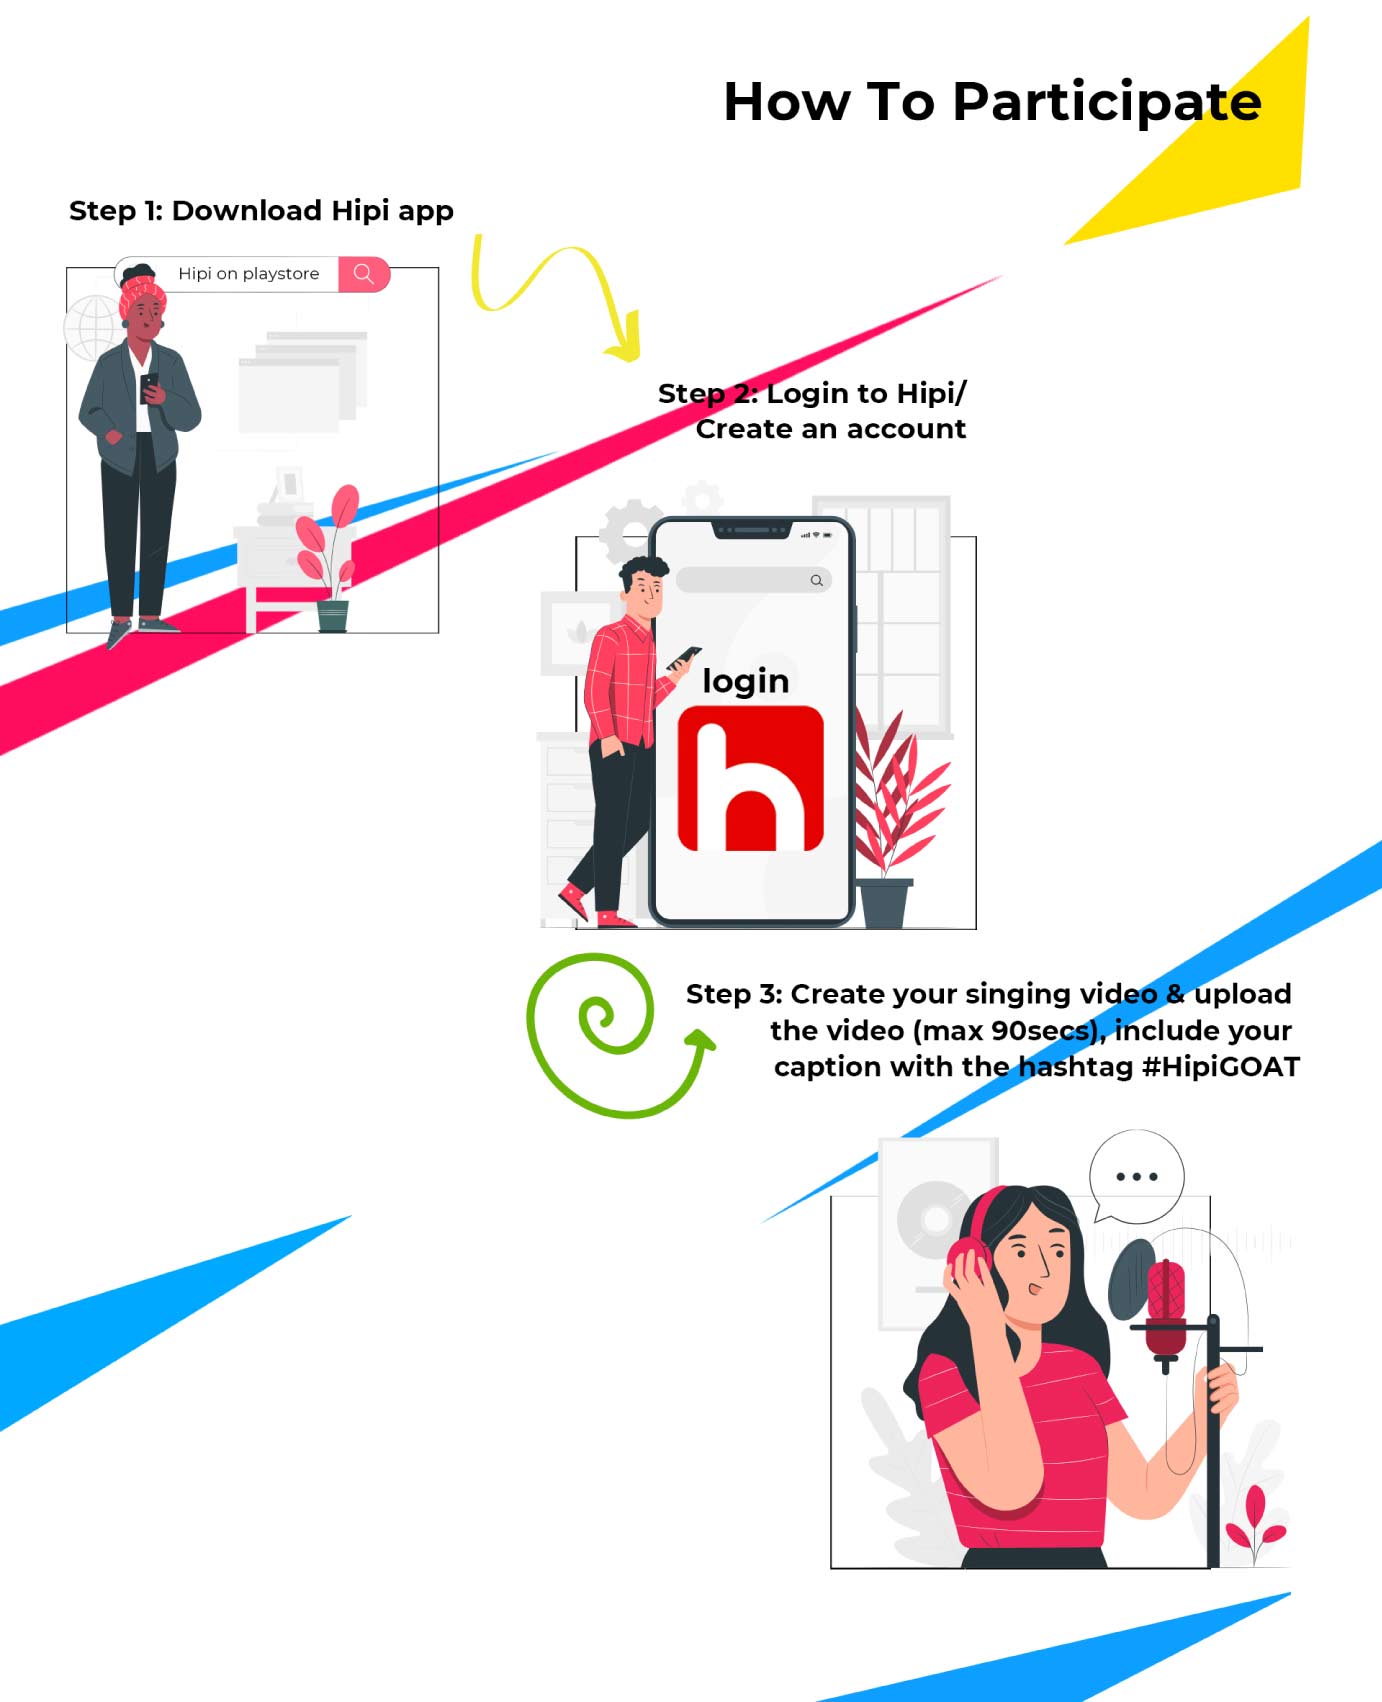 How To Participate
Step 1: Download Hipi app
Hipi on playstore
Step 2: Login to Hipi/
Create an account
login
h
Step 3: Create your singing video & upload
the video (max 90secs), include your
caption with the hashtag #HipiGOAT